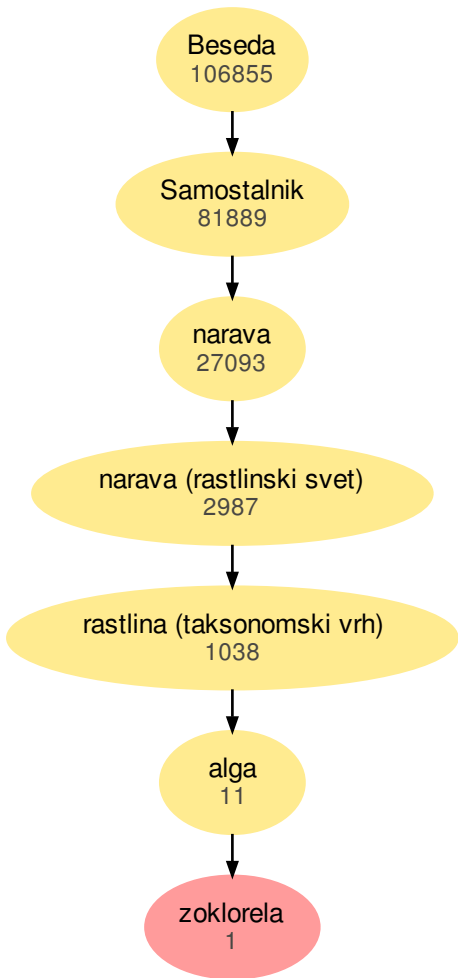 Beseda
106855
Samostalnik
81889
narava
27093
narava (rastlinski svet)
2987
rastlina (taksonomski vrh)
1038
alga
11
zoklorela
1